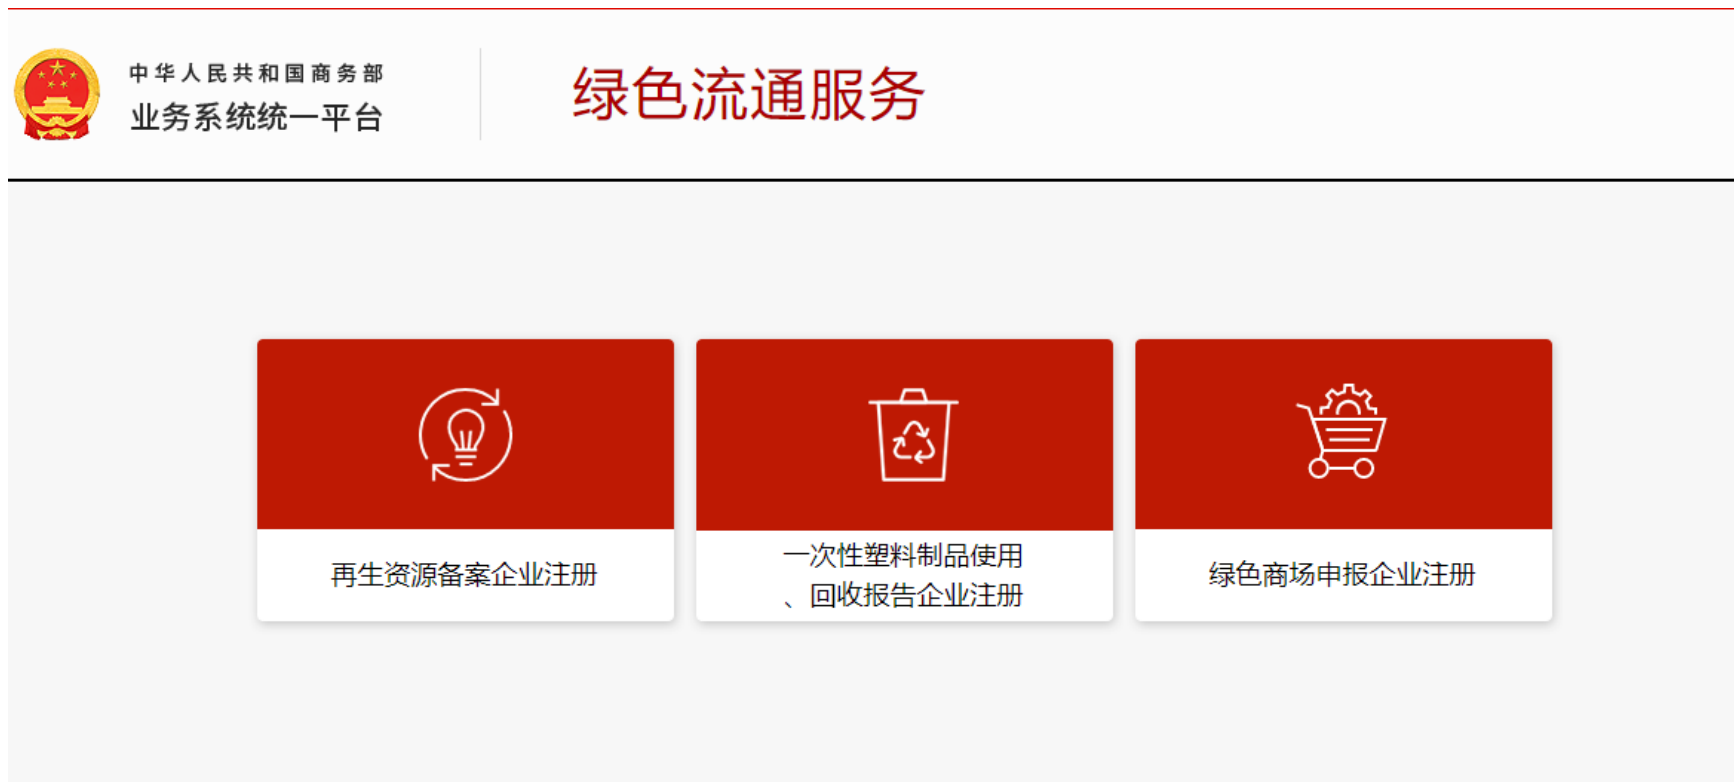 中华人民共和国商务部
业务系统统一平台
绿色流通服务
再生资源备案企业注册
一次性塑料制品使用
、回收报告企业注册
绿色商场申报企业注册